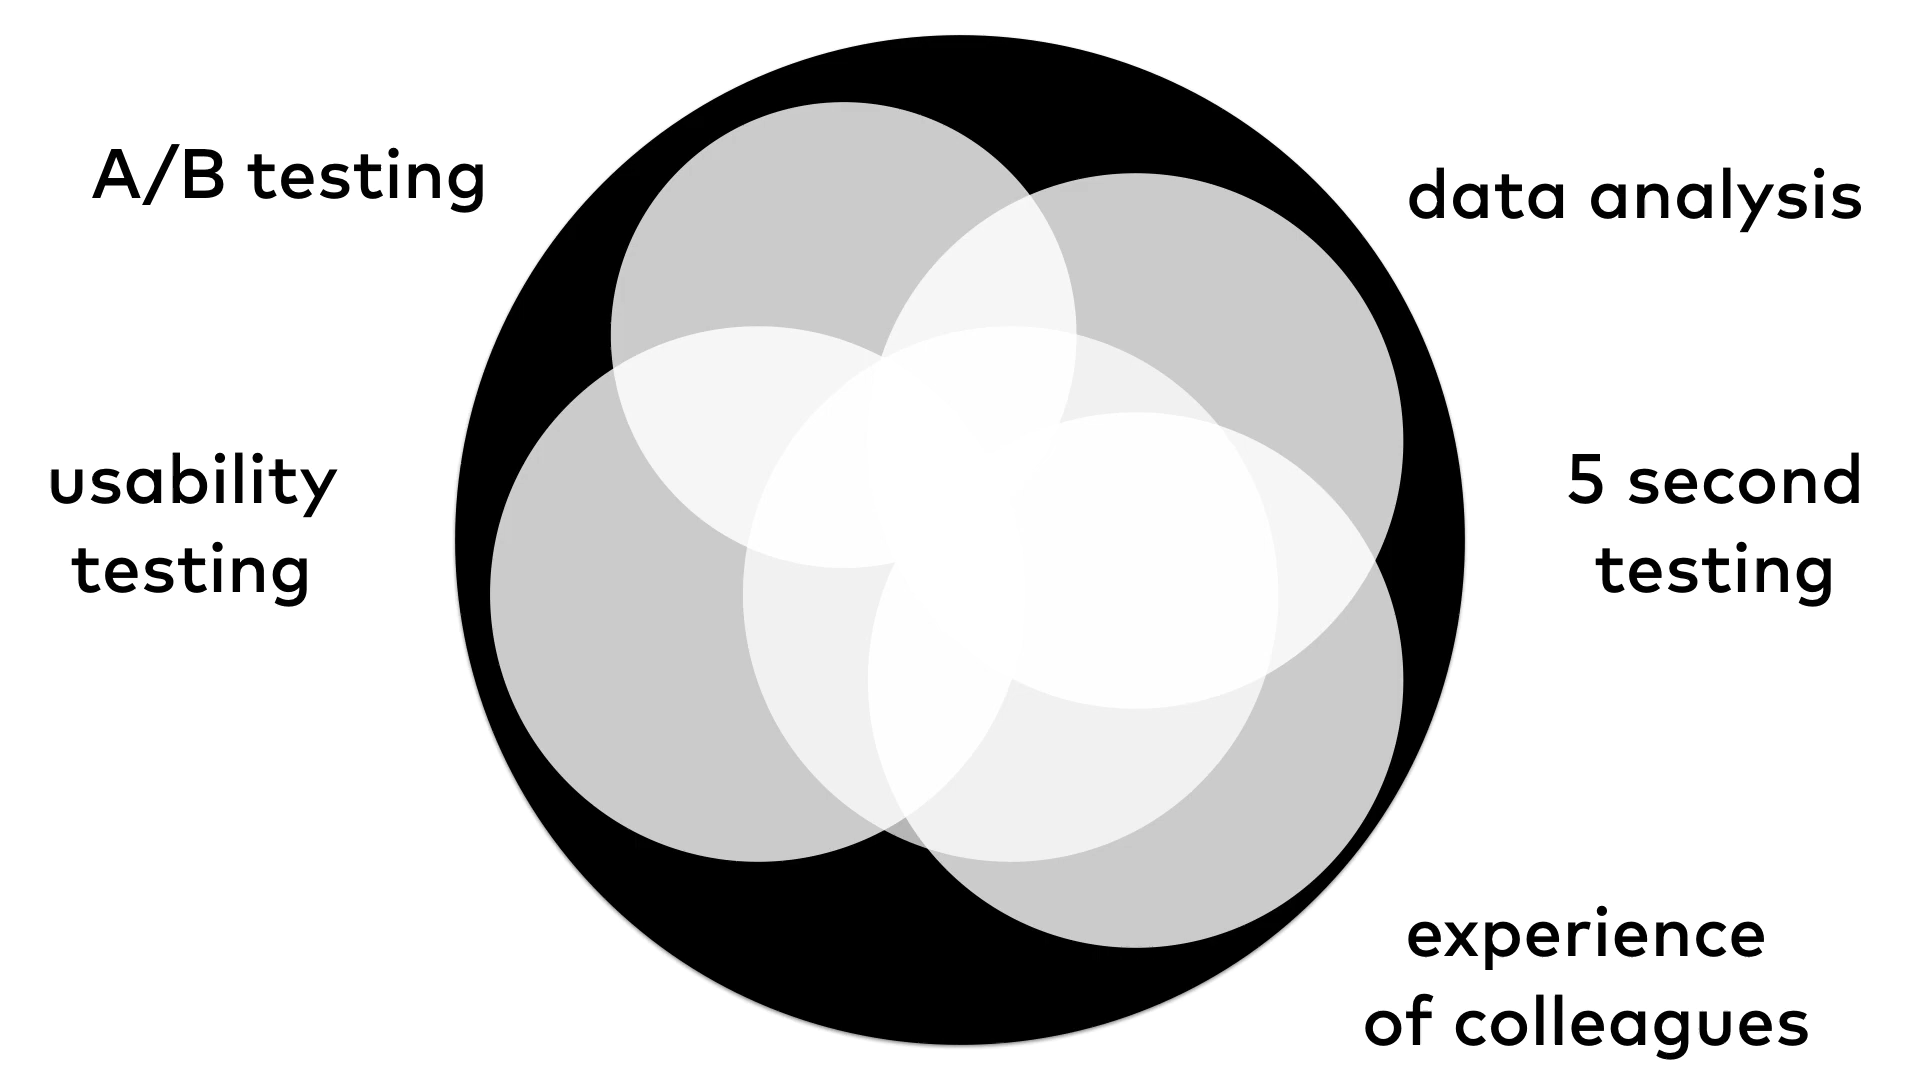 A/B testing
data analysis
usability
testing
5 second
testing
experience
of colleagues